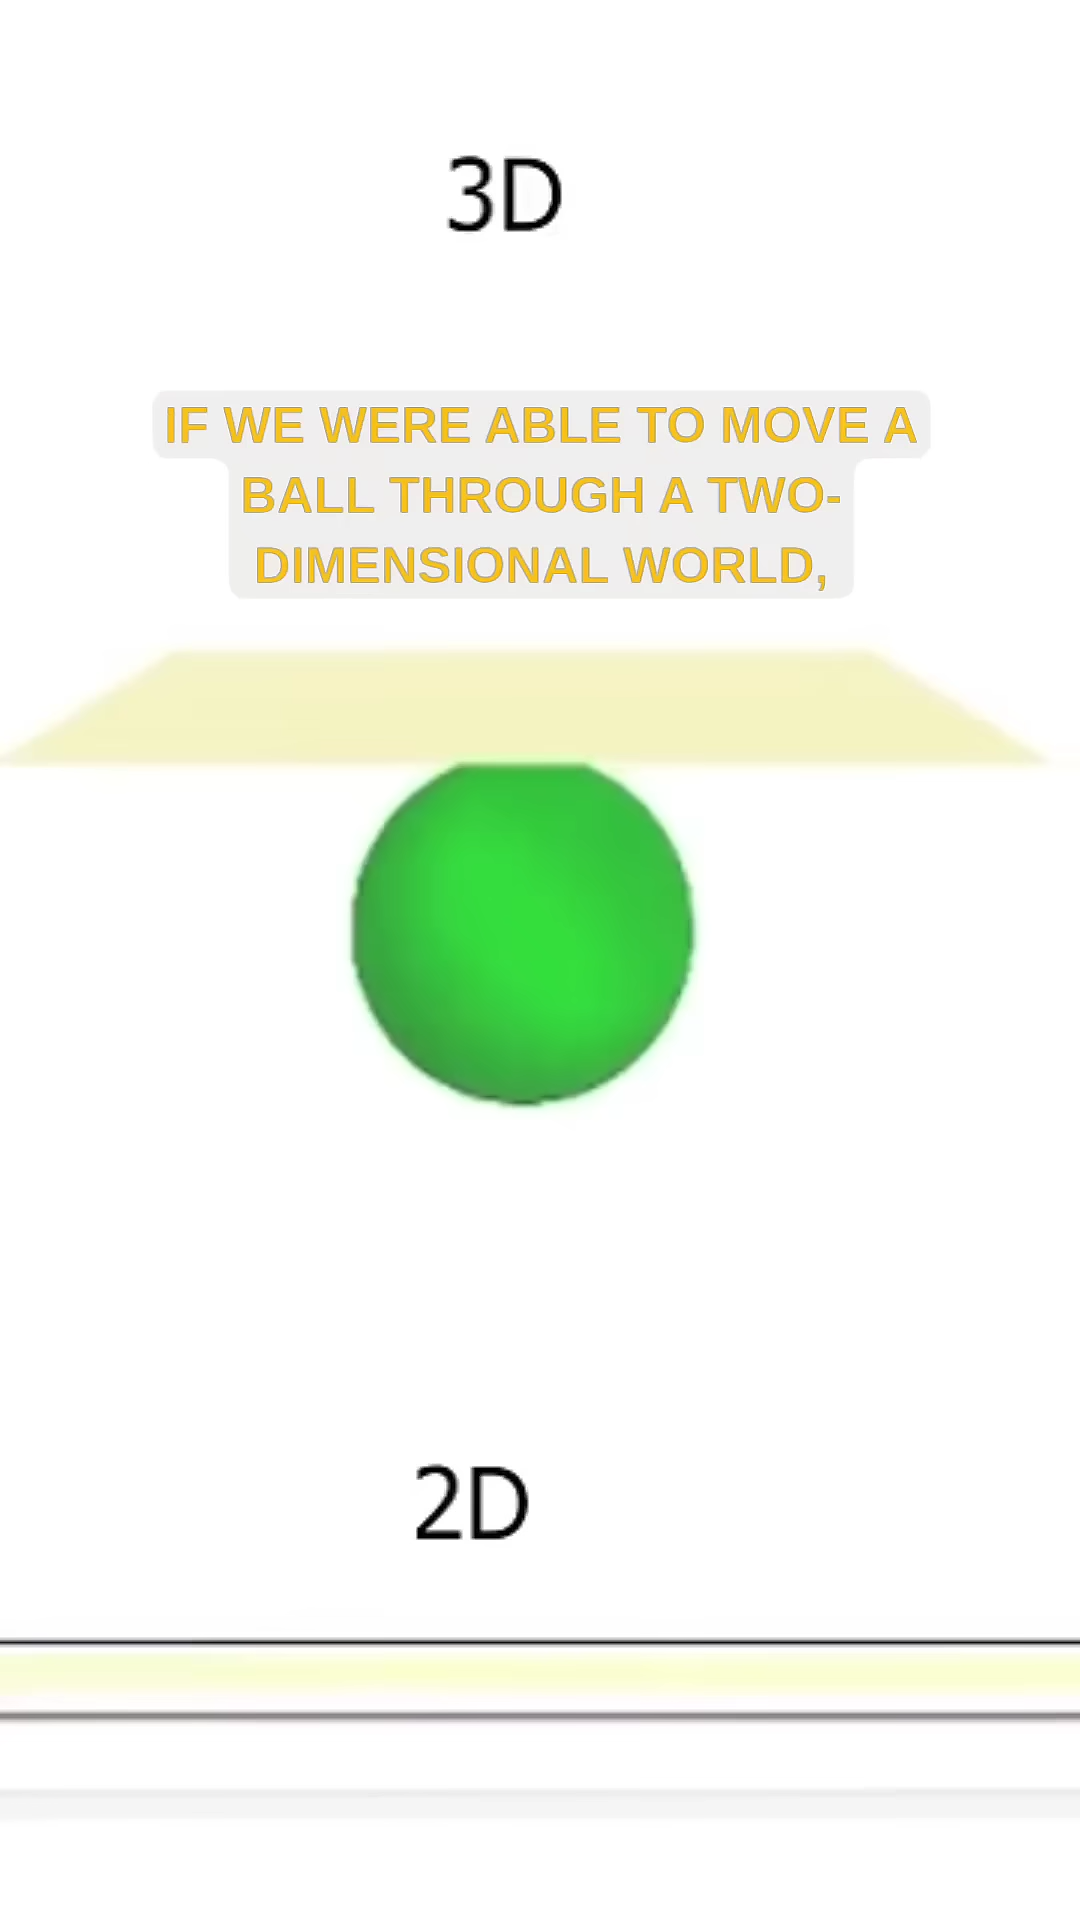 3D
IF WE WERE ABLE TO MOVE A
BALL THROUGH A TWO-
DIMENSIONAL WORLD,
2D